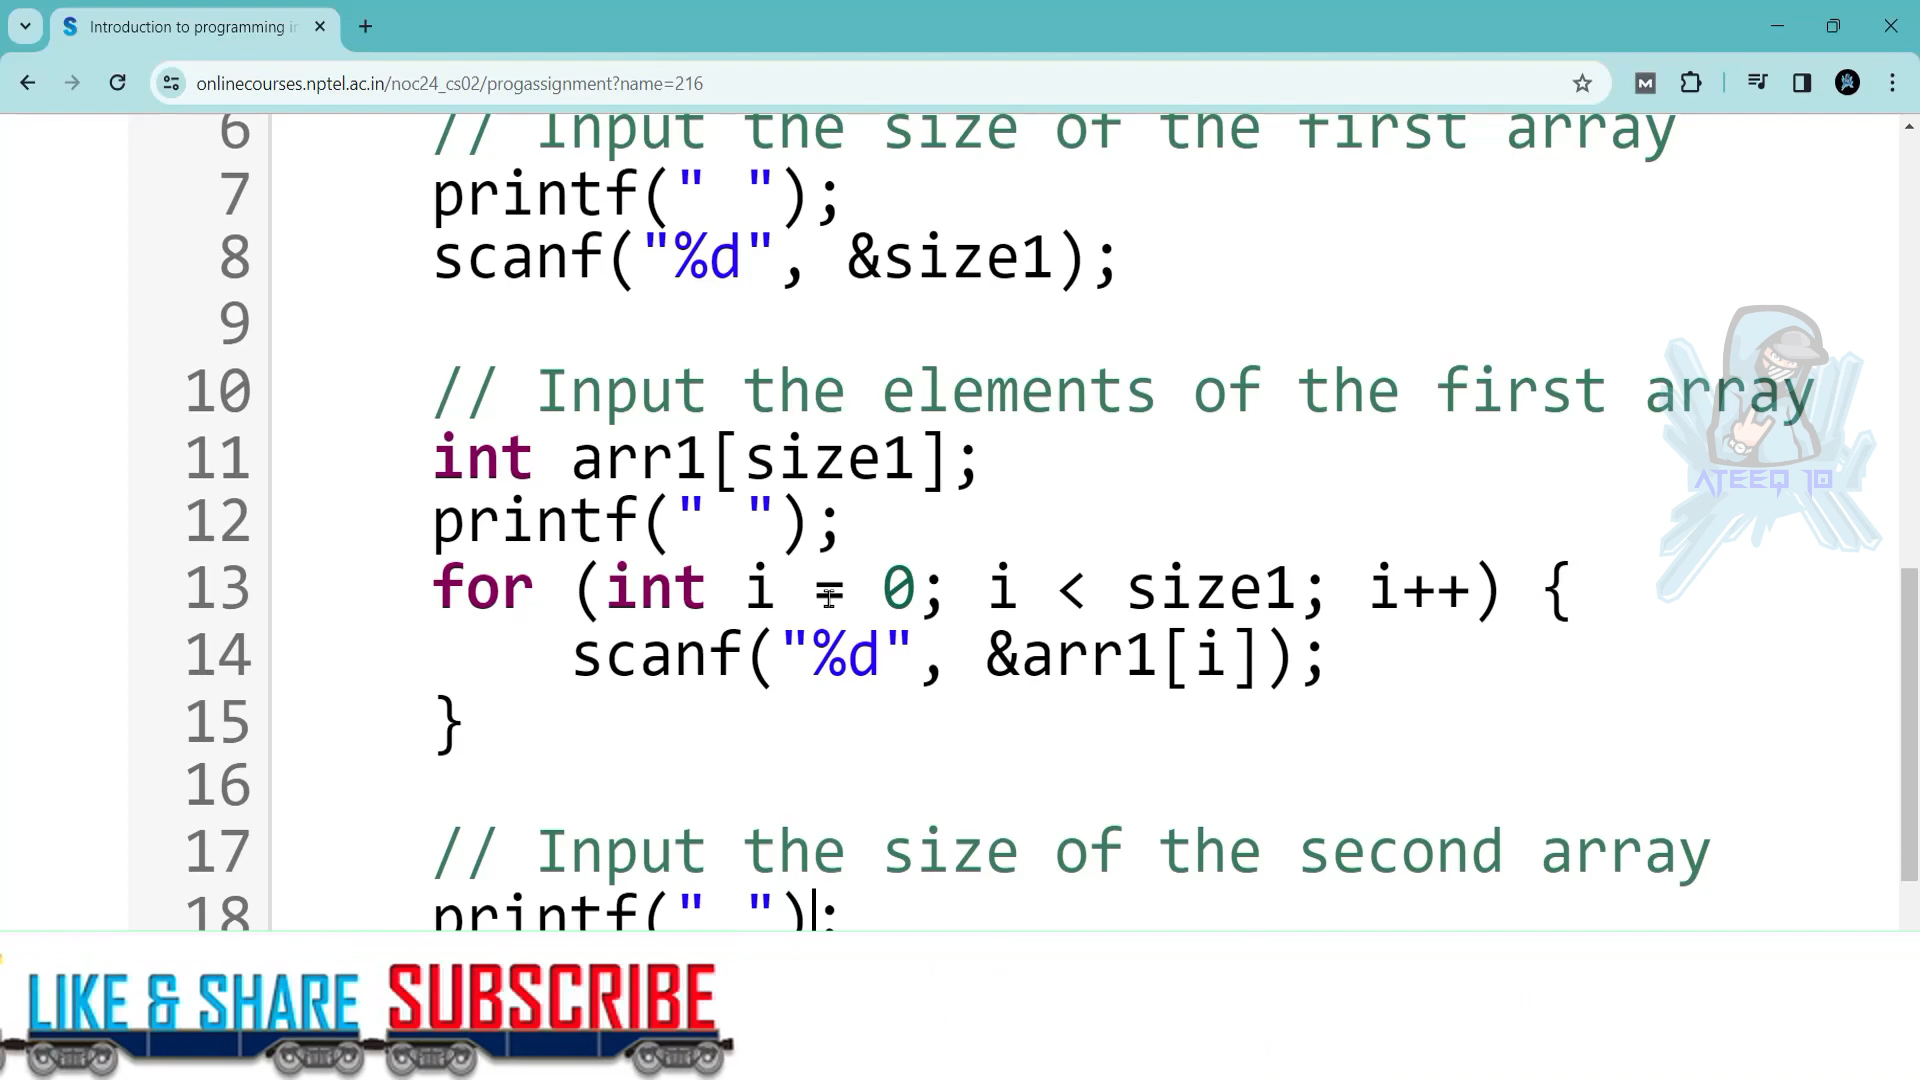 Introduction to programming in
onlinecourses.nptel.ac.in/noc24_cs02/progassignment?name=216
6 // Input the size of the first array
7 printf(" ");
8 scanf("%d", &size1);
9
10 // Input the elements of the first array
11 int arr1[size1];
12 printf(" ");
13 for (int i = 0; i < size1; i++) {
14 scanf("%d", &arr1[i]);
15 }
16
17 // Input the size of the second array
18 printf(" ");
ATEEQ 10
LIKE & SHARE SUBSCRIBE